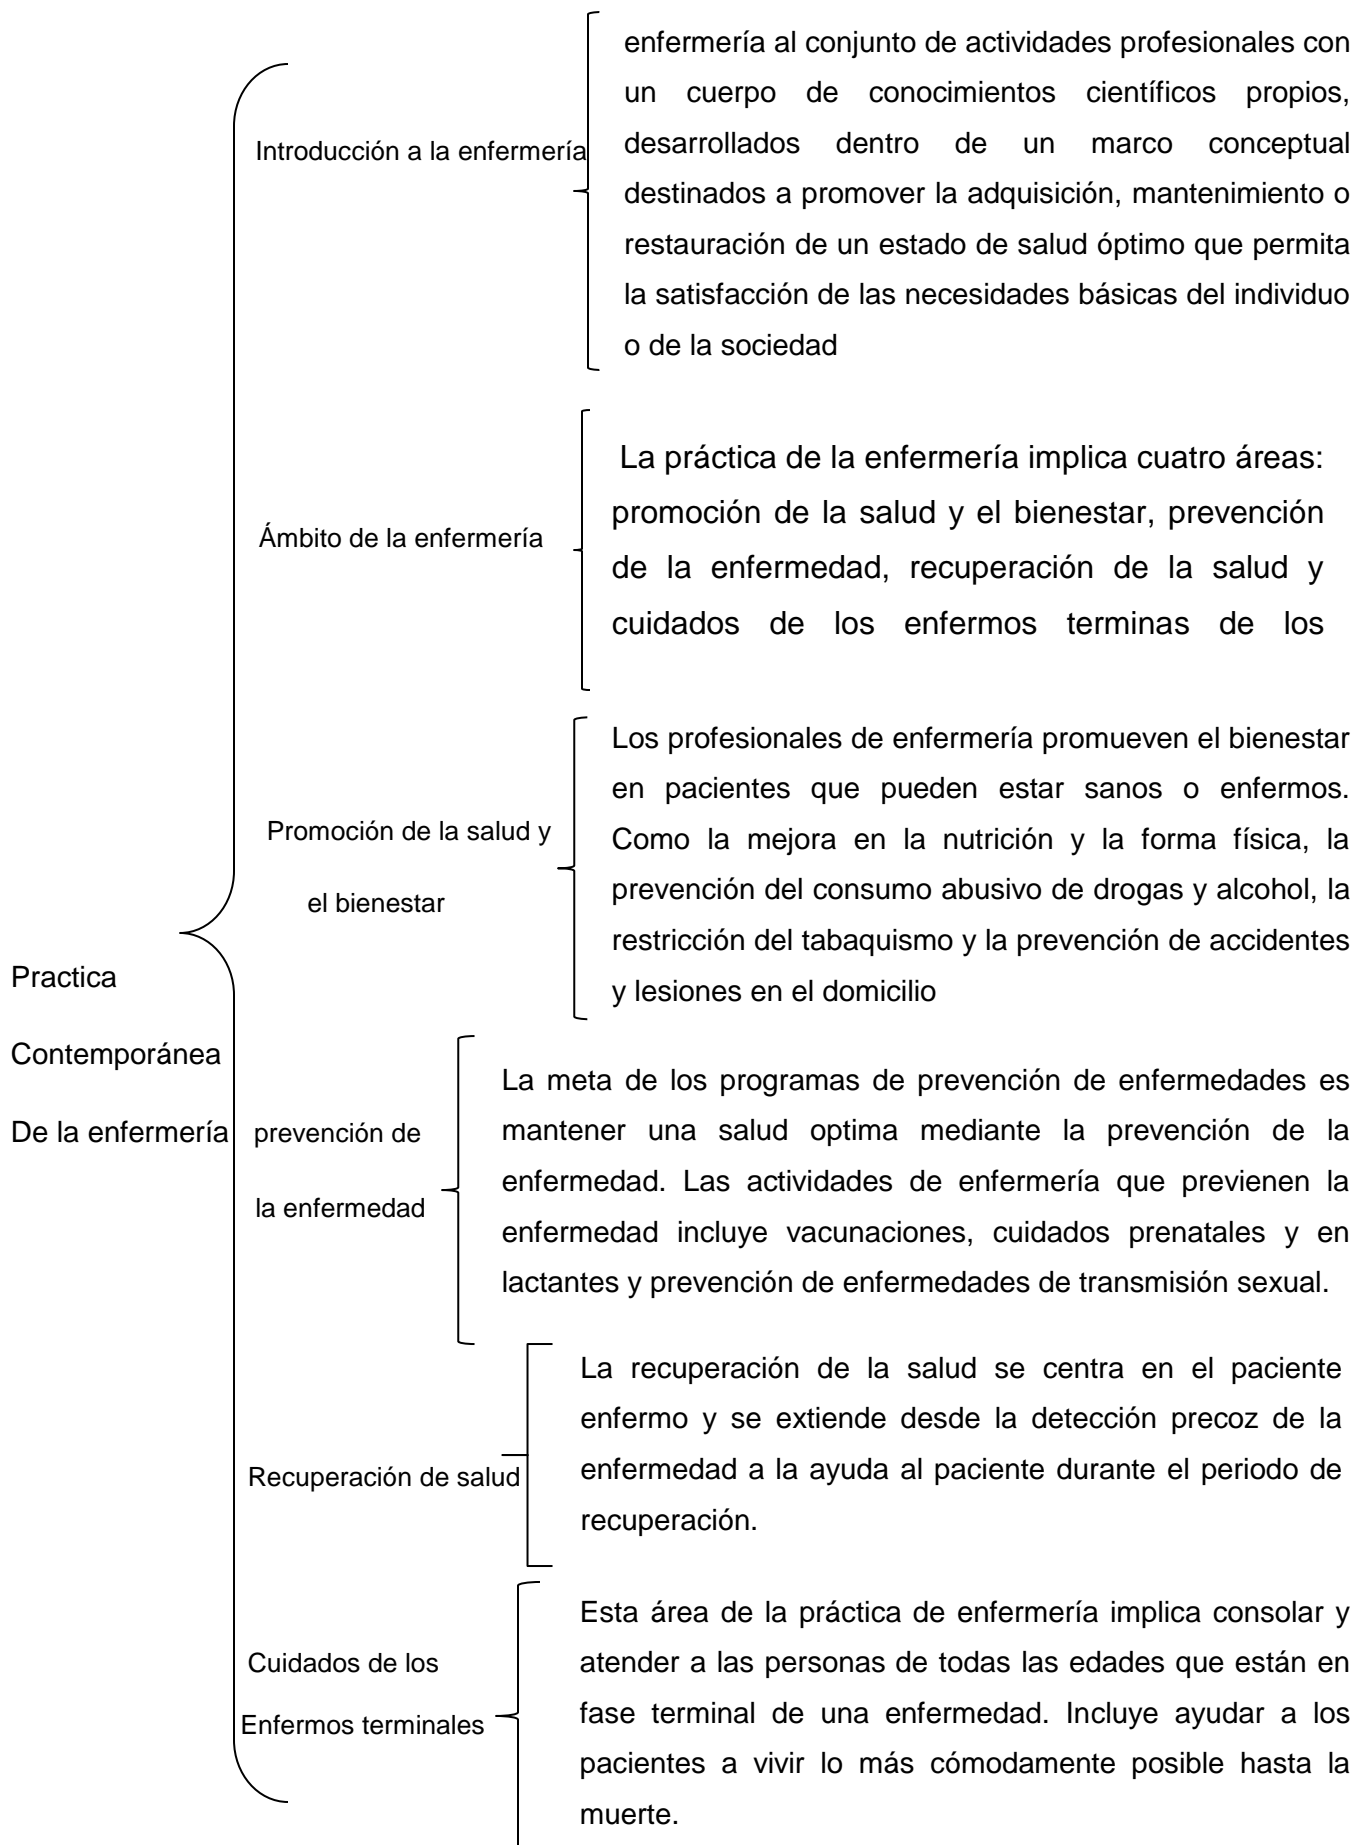 Practica
Contemporánea
De la enfermería
Introducción a la enfermería
enfermería al conjunto de actividades profesionales con
un cuerpo de conocimientos científicos propios,
desarrollados dentro de un marco conceptual
destinados a promover la adquisición, mantenimiento o
restauración de un estado de salud óptimo que permita
la satisfacción de las necesidades básicas del individuo
o de la sociedad
Ámbito de la enfermería
La práctica de la enfermería implica cuatro áreas:
promoción de la salud y el bienestar, prevención
de la enfermedad, recuperación de la salud y
cuidados de los enfermos terminas de los
Promoción de la salud y
el bienestar
Los profesionales de enfermería promueven el bienestar
en pacientes que pueden estar sanos o enfermos.
Como la mejora en la nutrición y la forma física, la
prevención del consumo abusivo de drogas y alcohol, la
restricción del tabaquismo y la prevención de accidentes
y lesiones en el domicilio
prevención de
la enfermedad
La meta de los programas de prevención de enfermedades es
mantener una salud optima mediante la prevención de la
enfermedad. Las actividades de enfermería que previenen la
enfermedad incluye vacunaciones, cuidados prenatales y en
lactantes y prevención de enfermedades de transmisión sexual.
Recuperación de salud
La recuperación de la salud se centra en el paciente
enfermo y se extiende desde la detección precoz de la
enfermedad a la ayuda al paciente durante el periodo de
recuperación.
Cuidados de los
Enfermos terminales
Esta área de la práctica de enfermería implica consolar y
atender a las personas de todas las edades que están en
fase terminal de una enfermedad. Incluye ayudar a los
pacientes a vivir lo más cómodamente posible hasta la
muerte.